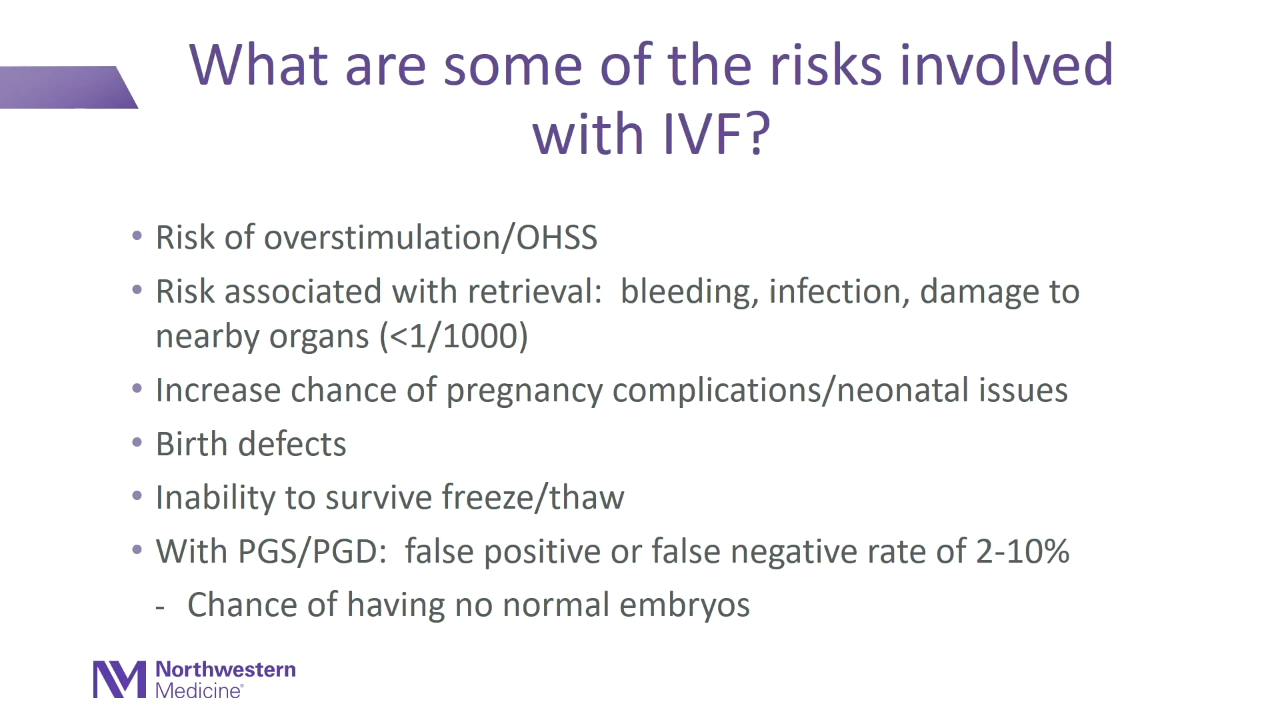 What are some of the risks involved
with IVF?
• Risk of overstimulation/OHSS
• Risk associated with retrieval:  bleeding, infection, damage to
nearby organs (<1/1000)
• Increase chance of pregnancy complications/neonatal issues
• Birth defects
• Inability to survive freeze/thaw
• With PGS/PGD:  false positive or false negative rate of 2-10%
- Chance of having no normal embryos
NM Northwestern
Medicine®